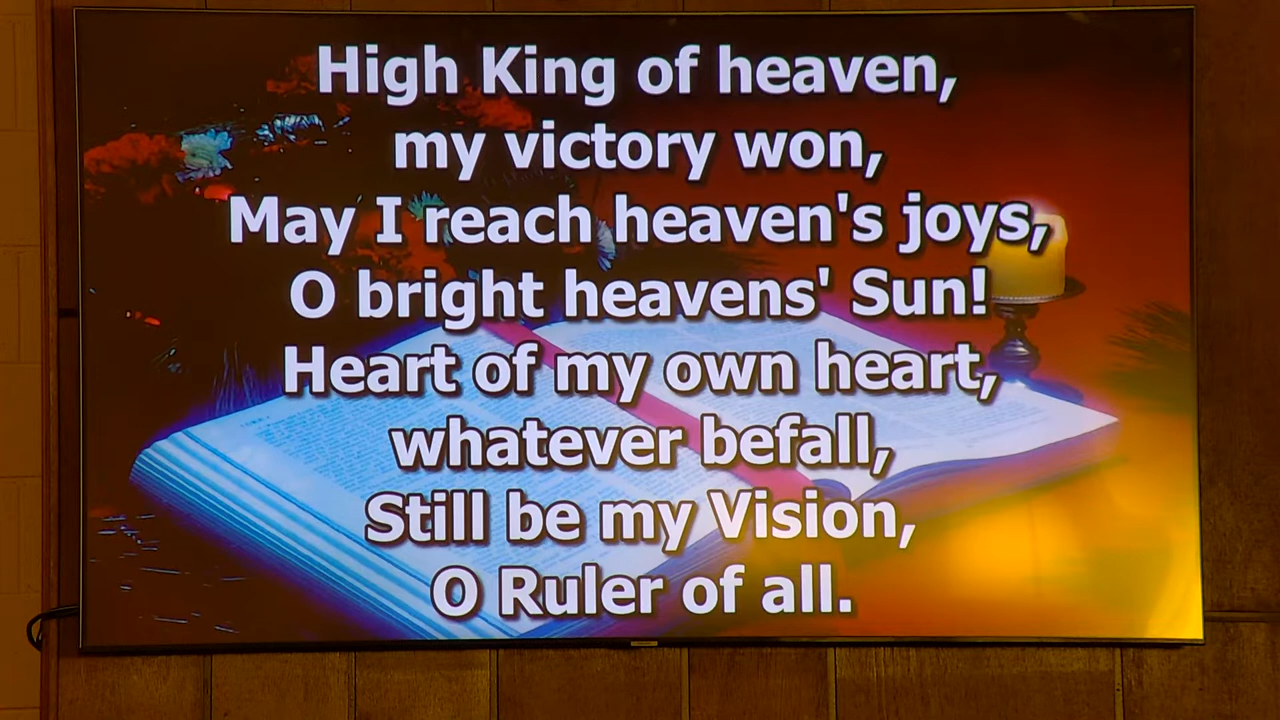 High King of heaven,
my victory won,
May I reach heaven's joys,
O bright heavens' Sun!
Heart of my own heart,
whatever befall,
Still be my Vision,
O Ruler of all.